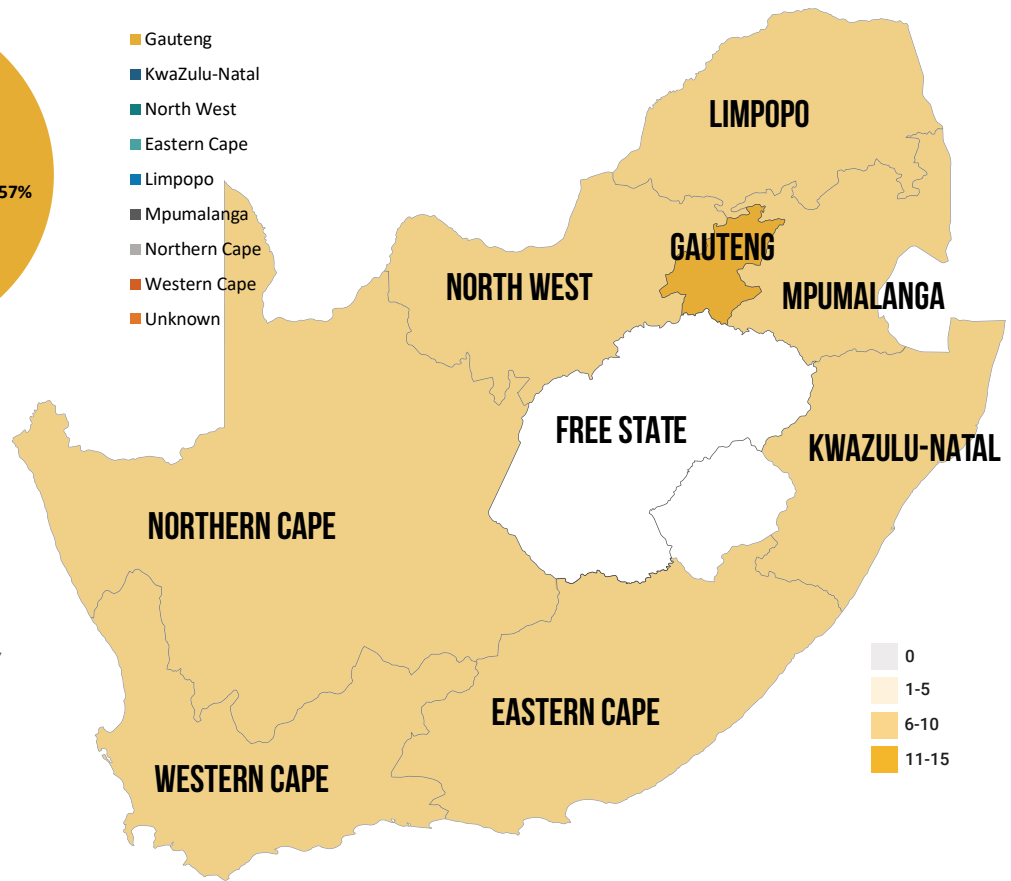 57%
Gauteng
KwaZulu-Natal
North West
Eastern Cape
Limpopo
Mpumalanga
Northern Cape
Western Cape
Unknown
LIMPOPO
GAUTENG
NORTH WEST
MPUMALANGA
FREE STATE
KWAZULU-NATAL
NORTHERN CAPE
EASTERN CAPE
WESTERN CAPE
0
1-5
6-10
11-15